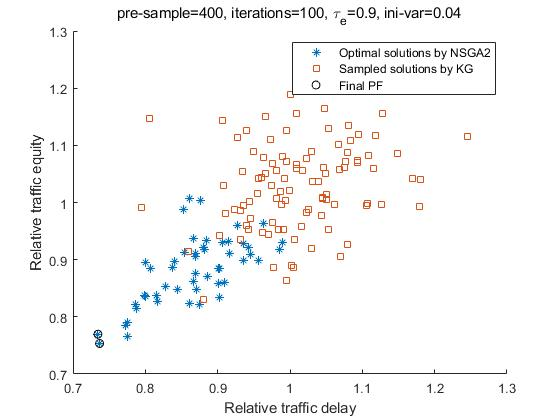 pre-sample=400, iterations=100, τe=0.9, ini-var=0.04
Optimal solutions by NSGA2
Sampled solutions by KG
Final PF
Relative traffic equity
1.3
1.2
1.1
1
0.9
0.8
0.7
0.7
0.8
0.9
1
1.1
1.2
1.3
Relative traffic delay